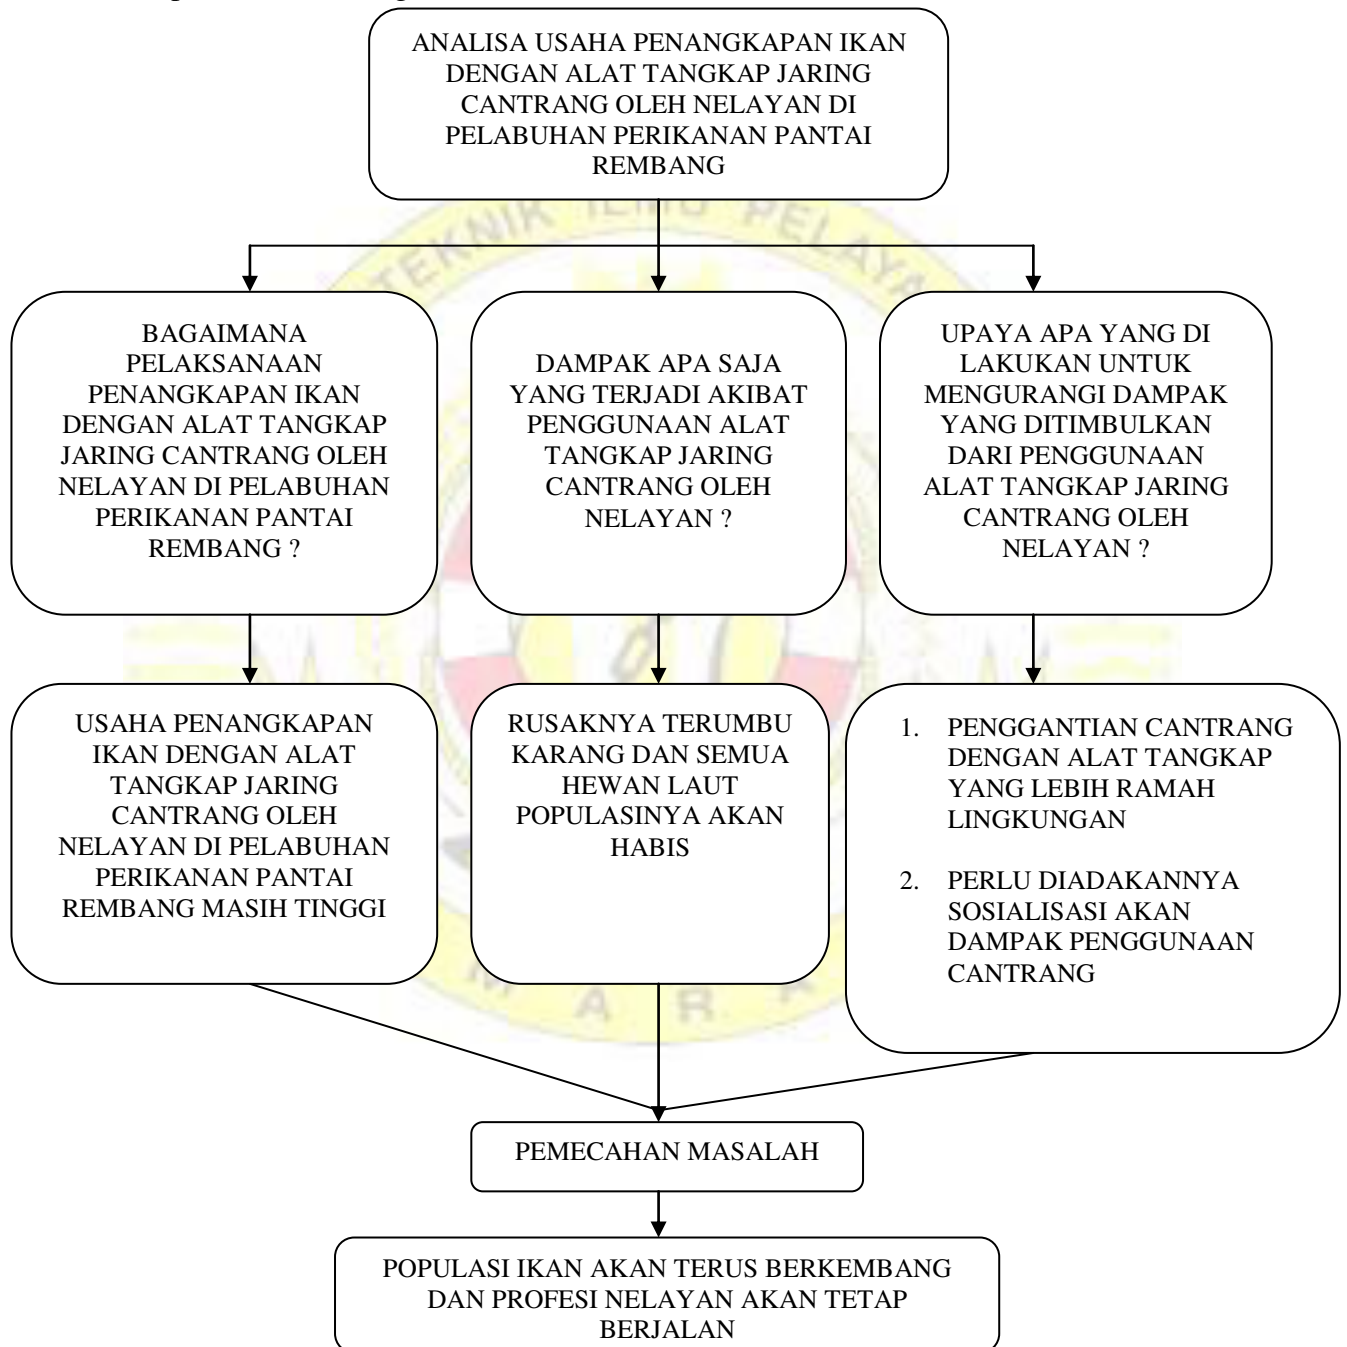 ANALISA USAHA PENANGKAPAN IKAN
DENGAN ALAT TANGKAP JARING
CANTRANG OLEH NELAYAN DI
PELABUHAN PERIKANAN PANTAI
REMBANG
BAGAIMANA
PELAKSANAAN
PENANGKAPAN IKAN
DENGAN ALAT TANGKAP
JARING CANTRANG OLEH
NELAYAN DI PELABUHAN
PERIKANAN PANTAI
REMBANG ?
DAMPAK APA SAJA
YANG TERJADI AKIBAT
PENGGUNAAN ALAT
TANGKAP JARING
CANTRANG OLEH
NELAYAN ?
UPAYA APA YANG DI
LAKUKAN UNTUK
MENGURANGI DAMPAK
YANG DITIMBULKAN
DARI PENGGUNAAN
ALAT TANGKAP JARING
CANTRANG OLEH
NELAYAN ?
USAHA PENANGKAPAN
IKAN DENGAN ALAT
TANGKAP JARING
CANTRANG OLEH
NELAYAN DI PELABUHAN
PERIKANAN PANTAI
REMBANG MASIH TINGGI
RUSAKNYA TERUMBU
KARANG DAN SEMUA
HEWAN LAUT
POPULASINYA AKAN
HABIS
1. PENGGANTIAN CANTRANG
DENGAN ALAT TANGKAP
YANG LEBIH RAMAH
LINGKUNGAN
2. PERLU DIADAKANNYA
SOSIALISASI AKAN
DAMPAK PENGGUNAAN
CANTRANG
PEMECAHAN MASALAH
POPULASI IKAN AKAN TERUS BERKEMBANG
DAN PROFESI NELAYAN AKAN TETAP
BERJALAN